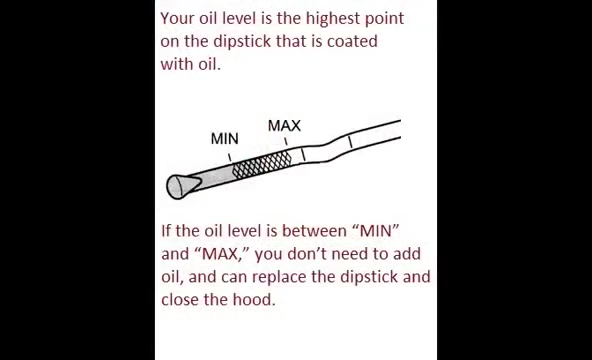 Your oil level is the highest point
on the dipstick that is coated
with oil.
MAX
MIN
If the oil level is between “MIN”
and “MAX,” you don’t need to add
oil, and can replace the dipstick and
close the hood.